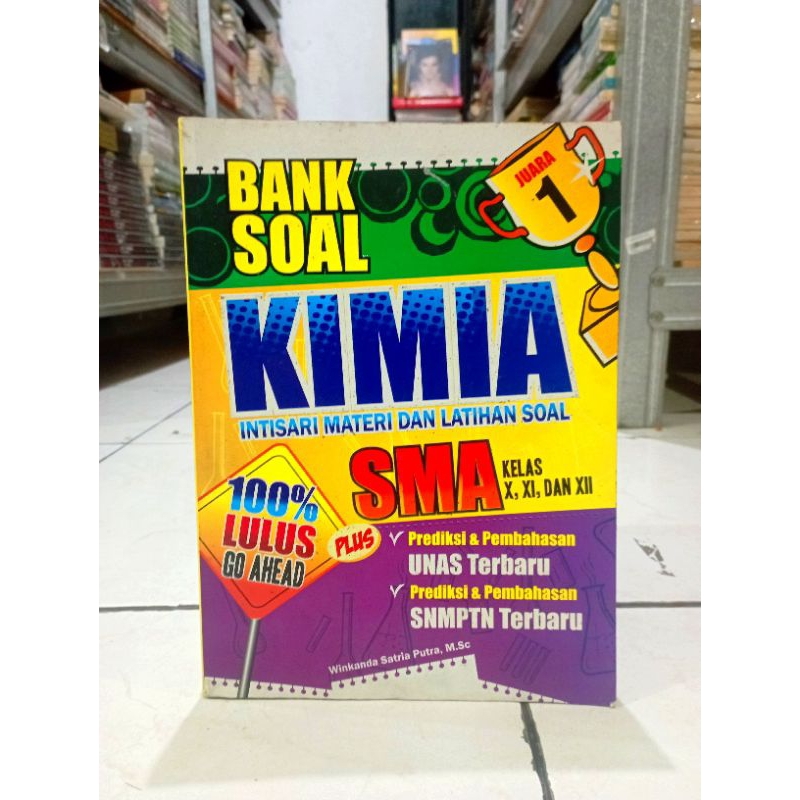 BANK
SOAL
JUARA
1
KIMIA
INTISARI MATERI DAN LATIHAN SOAL
SMA
KELAS
X, XI, DAN XII
100%
LULUS
GO AHEAD
PLUS
Prediksi & Pembahasan
UNAS Terbaru
Prediksi & Pembahasan
SNMPTN Terbaru
Winkanda Satria Putra, M.Sc